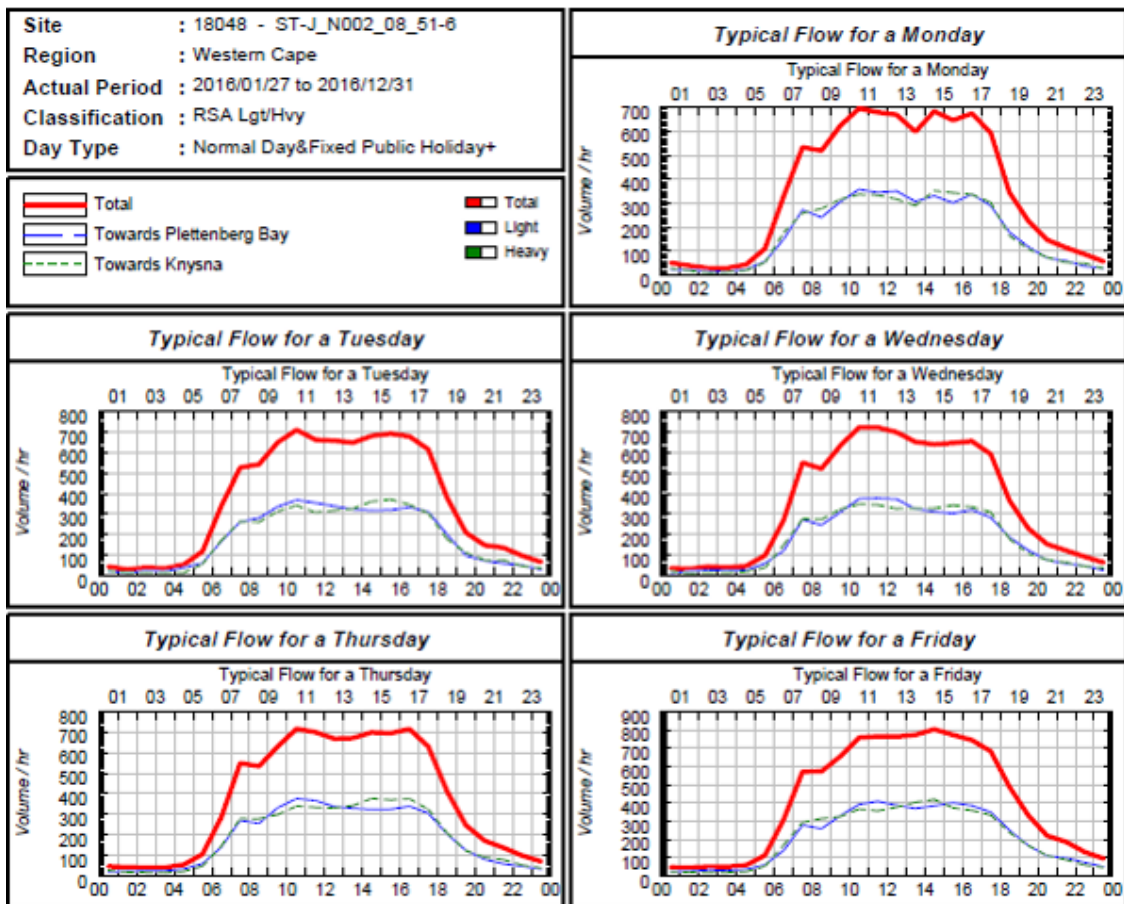 Site : 18048 - ST-J_N002_08_51-6
Region : Western Cape
Actual Period : 2016/01/27 to 2016/12/31
Classification : RSA Lgt/Hvy
Day Type : Normal Day&Fixed Public Holiday+
Total
Towards Plettenberg Bay
Towards Knysna
Total
Light
Heavy
Typical Flow for a Monday
Typical Flow for a Monday
01 03 05 07 09 11 13 15 17 19 21 23
700
600
500
400
300
200
100
0
Volume / hr
00 02 04 06 08 10 12 14 16 18 20 22 00
Typical Flow for a Tuesday
Typical Flow for a Tuesday
01 03 05 07 09 11 13 15 17 19 21 23
800
700
600
500
400
300
200
100
0
Volume / hr
00 02 04 06 08 10 12 14 16 18 20 22 00
Typical Flow for a Wednesday
Typical Flow for a Wednesday
01 03 05 07 09 11 13 15 17 19 21 23
800
700
600
500
400
300
200
100
0
Volume / hr
00 02 04 06 08 10 12 14 16 18 20 22 00
Typical Flow for a Thursday
Typical Flow for a Thursday
01 03 05 07 09 11 13 15 17 19 21 23
800
700
600
500
400
300
200
100
0
Volume / hr
00 02 04 06 08 10 12 14 16 18 20 22 00
Typical Flow for a Friday
Typical Flow for a Friday
01 03 05 07 09 11 13 15 17 19 21 23
900
800
700
600
500
400
300
200
100
0
Volume / hr
00 02 04 06 08 10 12 14 16 18 20 22 00